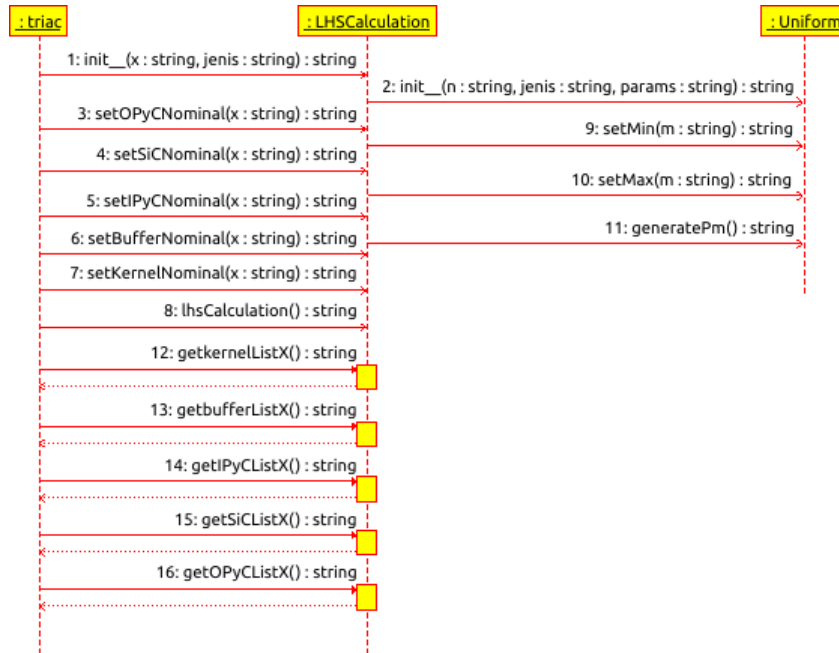 : triac
: LHSCalculation
: Uniform
1: init__(x : string, jenis : string) : string
2: init__(n : string, jenis : string, params : string) : string
3: setOPyCNominal(x : string) : string
9: setMin(m : string) : string
4: setSiCNominal(x : string) : string
10: setMax(m : string) : string
5: setIPyCNominal(x : string) : string
11: generatePm() : string
6: setBufferNominal(x : string) : string
7: setKernelNominal(x : string) : string
8: lhsCalculation() : string
12: getkernelListX() : string
13: getbufferListX() : string
14: getIPyCListX() : string
15: getSiCListX() : string
16: getOPyCListX() : string